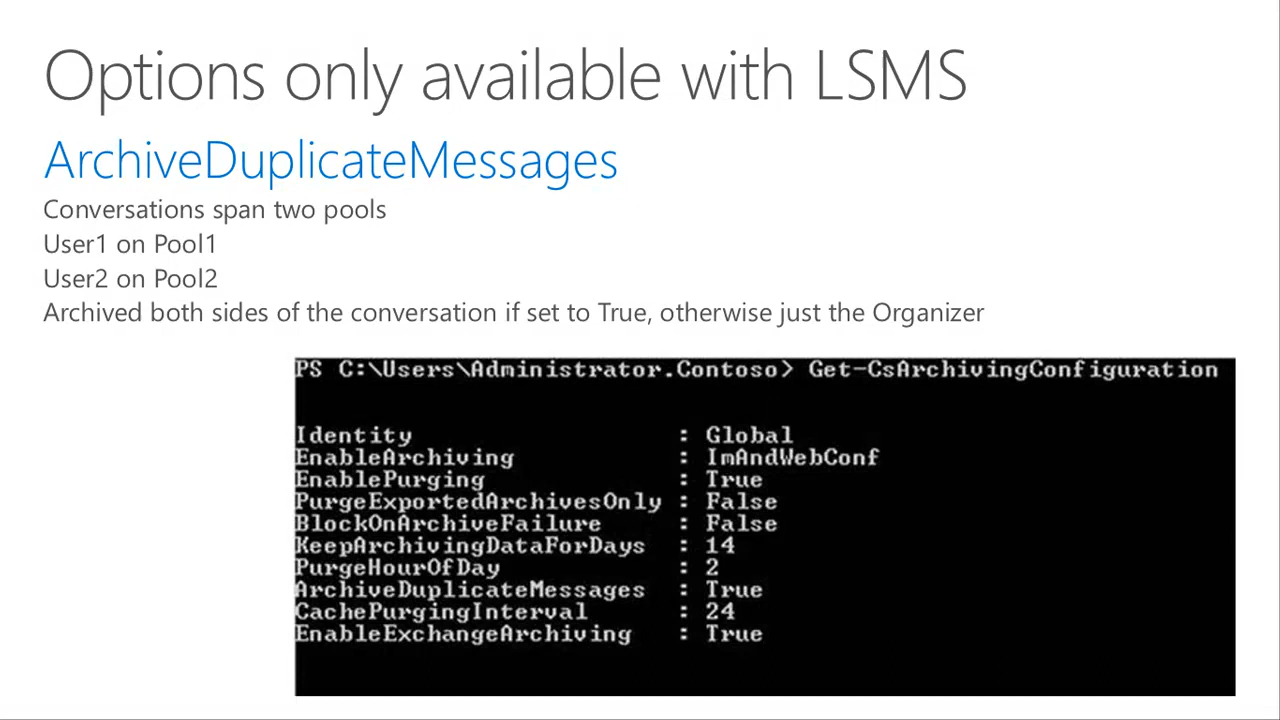 Options only available with LSMS
ArchiveDuplicateMessages
Conversations span two pools
User1 on Pool1
User2 on Pool2
Archived both sides of the conversation if set to True, otherwise just the Organizer
PS C:\Users\Administrator.Contoso> Get-CsArchivingConfiguration
Identity : Global
EnableArchiving : ImAndWebConf
EnablePurging : True
PurgeExportedArchivesOnly : False
BlockOnArchiveFailure : False
KeepArchivingDataForDays : 14
PurgeHourOfDay : 2
ArchiveDuplicateMessages : True
CachePurgingInterval : 24
EnableExchangeArchiving : True